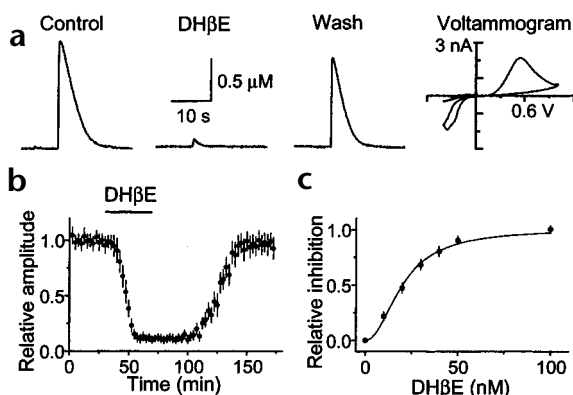 a
Control
DHβE
Wash
Voltammogram
0.5 μM
10 s
3 nA
0.6 V
b
DHβE
Relative amplitude
1.0
0.5
0.0
0
50
100
150
Time (min)
c
Relative inhibition
1.0
0.5
0.0
0
50
100
DHβE (nM)